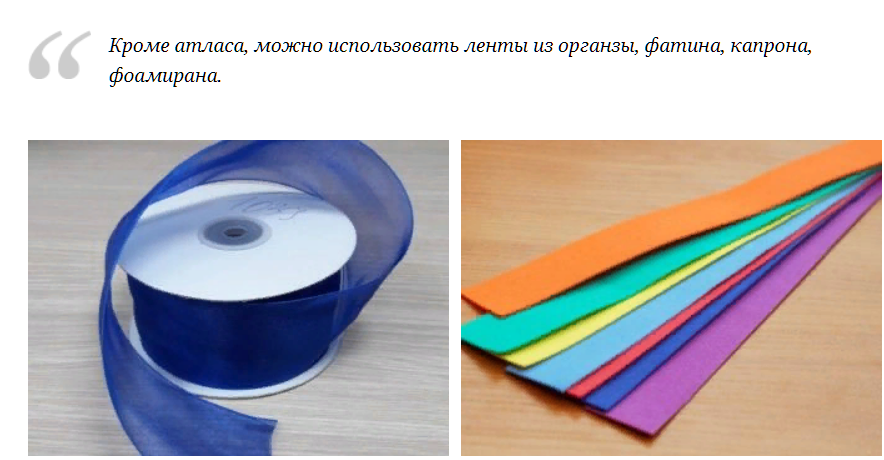 Кроме атласа, можно использовать ленты из органзы, фатина, капрона,
фоамирана.